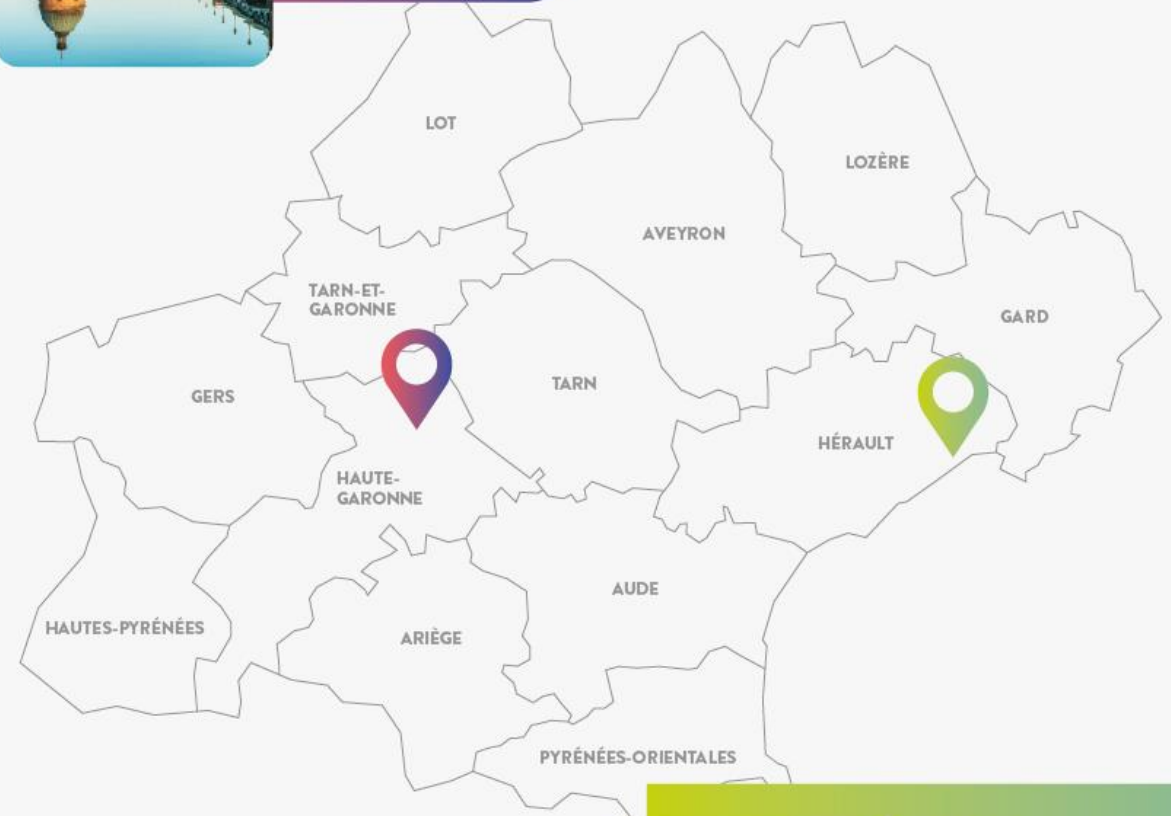 LOT
LOZÈRE
AVEYRON
TARN-ET-
GARONNE
GARD
TARN
GERS
HÉRAULT
HAUTE-
GARONNE
AUDE
HAUTES-PYRÉNÉES
ARIÈGE
PYRÉNÉES-ORIENTALES